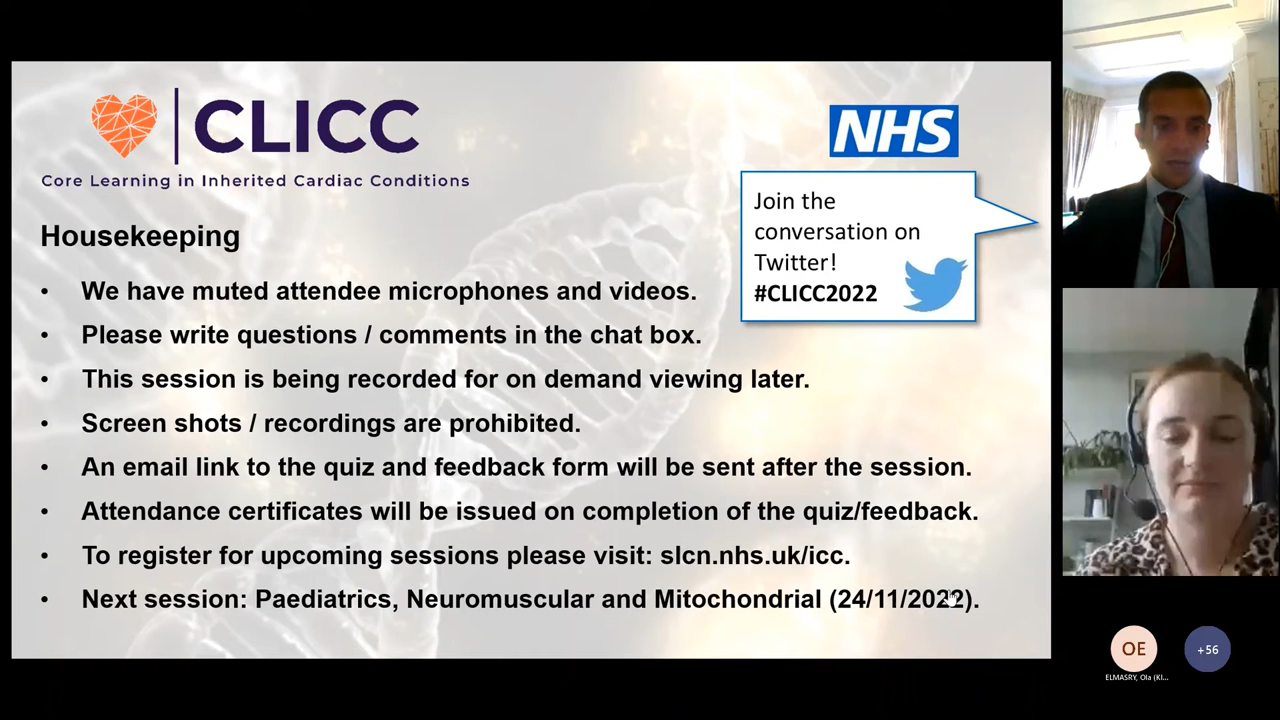 CLICC
Core Learning in Inherited Cardiac Conditions
NHS
Join the
conversation on
Twitter!
#CLICC2022
Housekeeping
• We have muted attendee microphones and videos.
• Please write questions / comments in the chat box.
• This session is being recorded for on demand viewing later.
• Screen shots / recordings are prohibited.
• An email link to the quiz and feedback form will be sent after the session.
• Attendance certificates will be issued on completion of the quiz/feedback.
• To register for upcoming sessions please visit: slcn.nhs.uk/icc.
• Next session: Paediatrics, Neuromuscular and Mitochondrial (24/11/2022).
OE
+56
ELMASRY, Ola (KI...